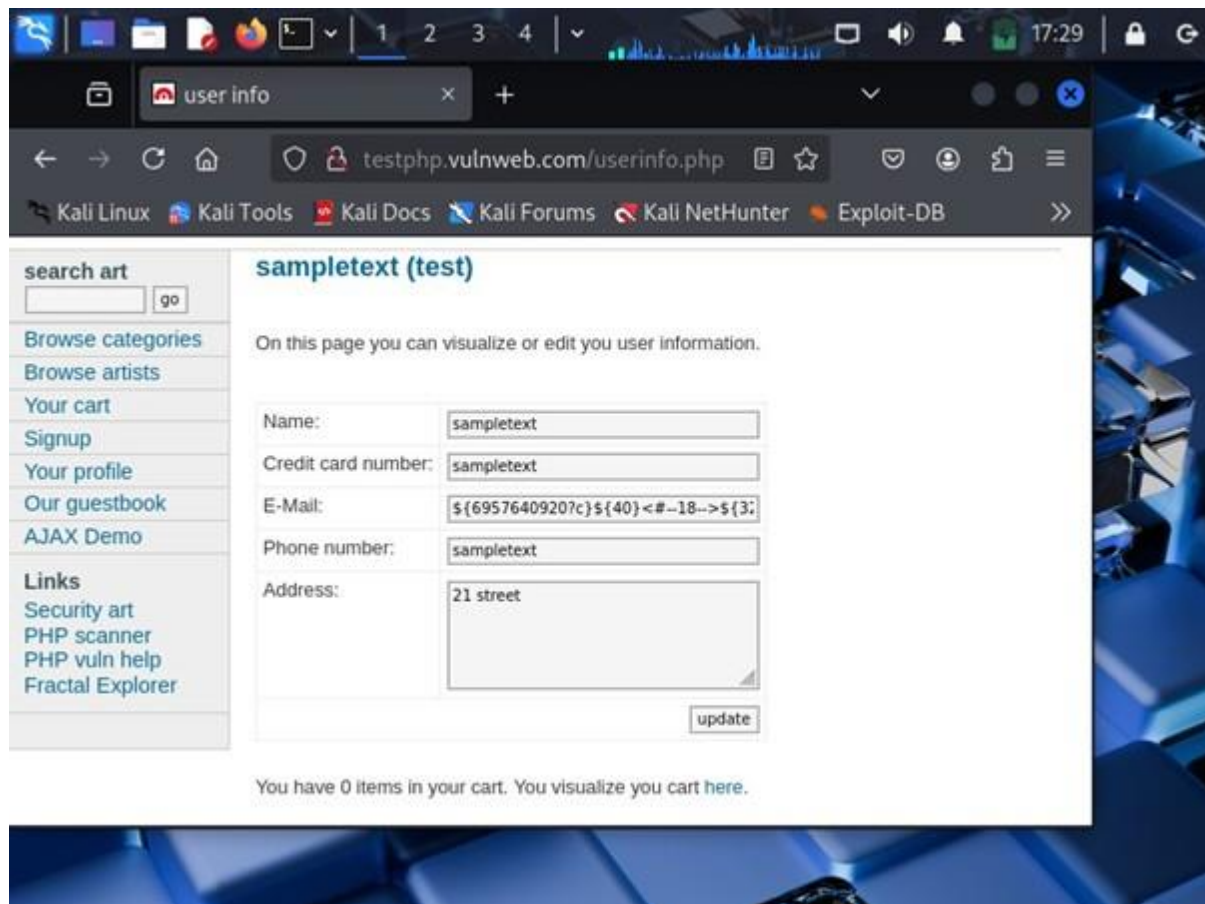 1 2 3 4 17:29
user info
testphp.vulnweb.com/userinfo.php
Kali Linux Kali Tools Kali Docs Kali Forums Kali NetHunter Exploit-DB
search art
go
Browse categories
Browse artists
Your cart
Signup
Your profile
Our guestbook
AJAX Demo
Links
Security art
PHP scanner
PHP vuln help
Fractal Explorer
sampletext (test)
On this page you can visualize or edit you user information.
Name: sampletext
Credit card number: sampletext
E-Mail: ${6957640920?c}${40}<#--18-->${32
Phone number: sampletext
Address: 21 street
update
You have 0 items in your cart. You visualize you cart here.